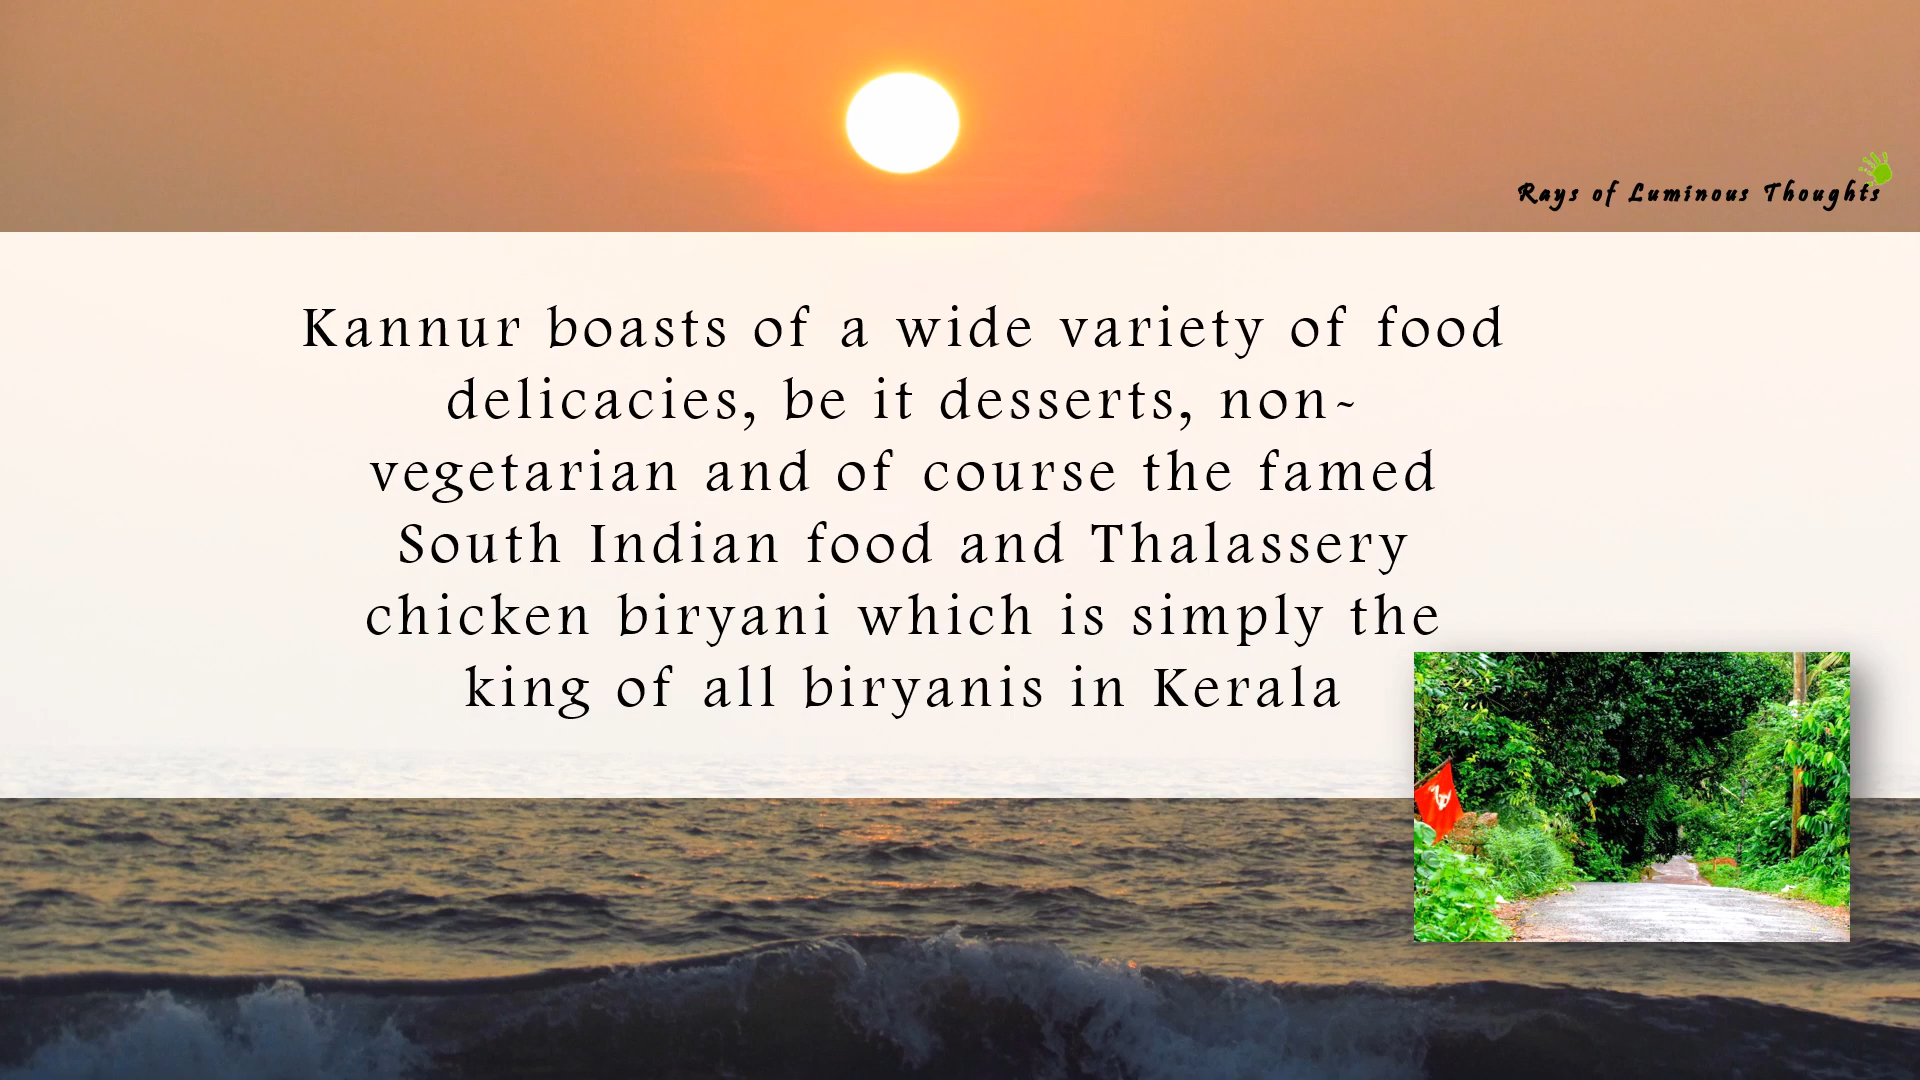 Rays of Luminous Thoughts
Kannur boasts of a wide variety of food
delicacies, be it desserts, non-
vegetarian and of course the famed
South Indian food and Thalassery
chicken biryani which is simply the
king of all biryanis in Kerala